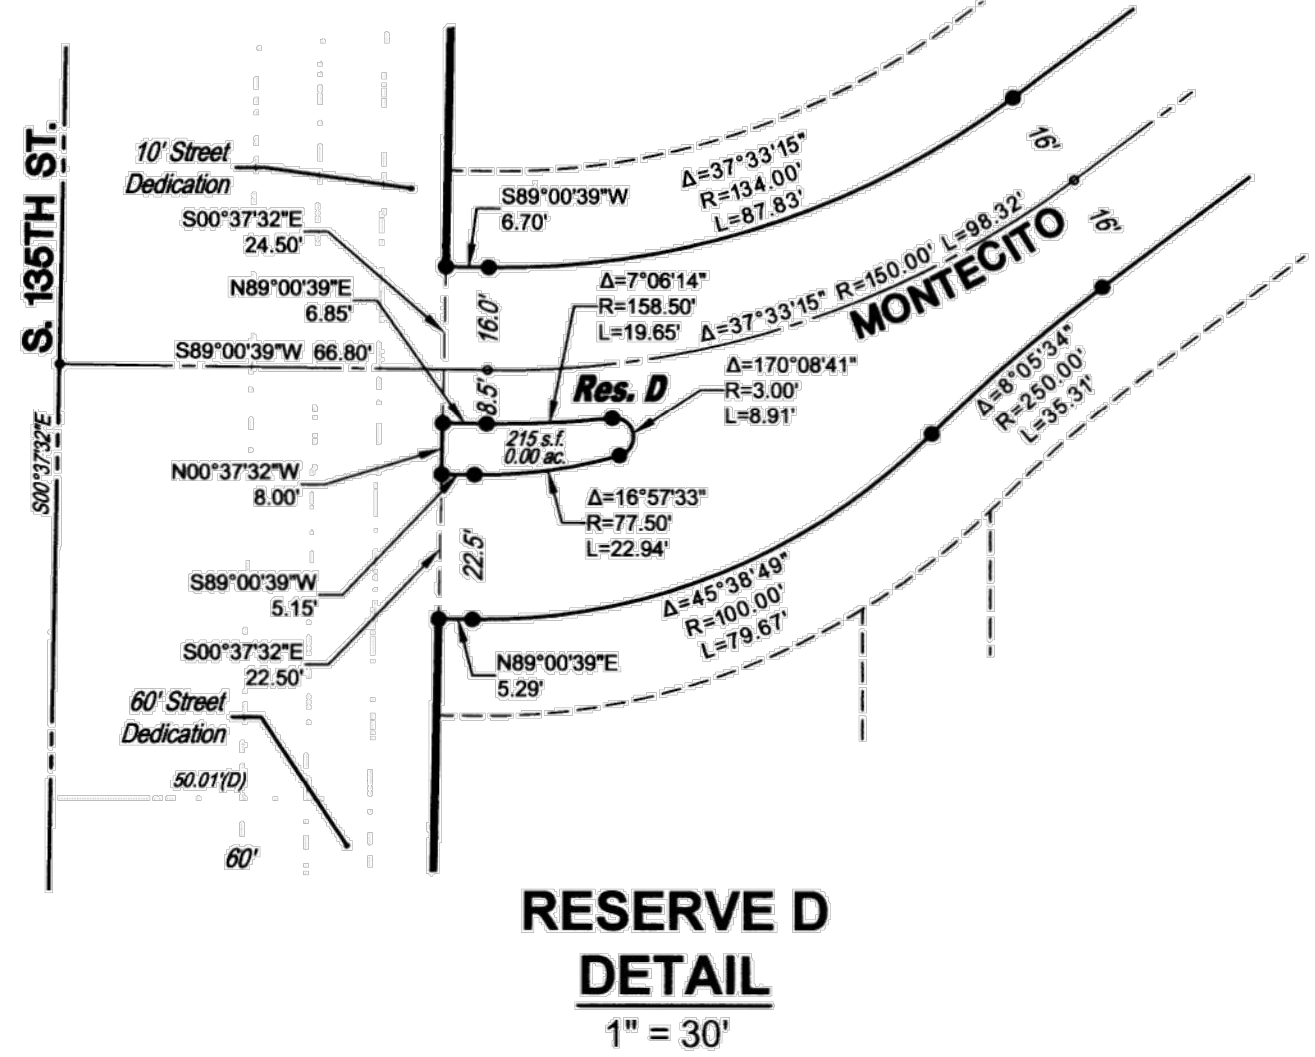 S. 135TH ST.
10' Street
Dedication
S89°00'39"W
6.70'
Δ=37°33'15"
R=134.00'
L=87.83'
16'
16'
S00°37'32"E
24.50'
N89°00'39"E
6.85'
16.0'
Δ=7°06'14"
R=158.50'
L=19.65'
Δ=37°33'15" R=150.00' L=98.32'
MONTECITO
S89°00'39"W 66.80'
8.5'
Res. D
Δ=170°08'41"
R=3.00'
L=8.91'
Δ=8°05'34"
R=250.00'
L=35.31'
215 s.f.
0.00 ac.
S00°37'32"E
N00°37'32"W
8.00'
Δ=16°57'33"
R=77.50'
L=22.94'
22.5'
S89°00'39"W
5.15'
Δ=45°38'49"
R=100.00'
L=79.67'
S00°37'32"E
22.50'
N89°00'39"E
5.29'
60' Street
Dedication
50.01'(D)
60'
RESERVE D
DETAIL
1" = 30'